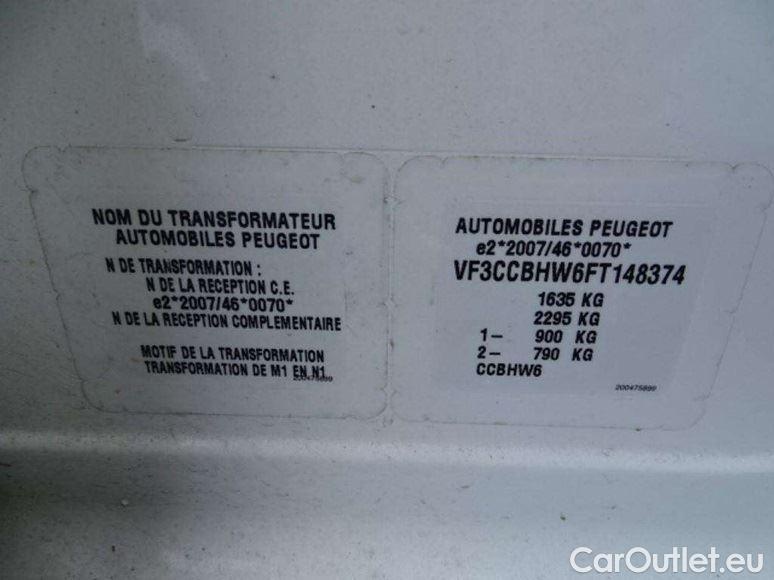 NOM DU TRANSFORMATEUR
AUTOMOBILES PEUGEOT
N DE TRANSFORMATION :
N DE LA RECEPTION C.E.
e2*2007/46*0070*
N DE LA RECEPTION COMPLEMENTAIRE
MOTIF DE LA TRANSFORMATION
TRANSFORMATION DE M1 EN N1
200475899
AUTOMOBILES PEUGEOT
e2*2007/46*0070*
VF3CCBHW6FT148374
1635 KG
2295 KG
1- 900 KG
2- 790 KG
CCBHW6
200475899
CarOutlet.eu